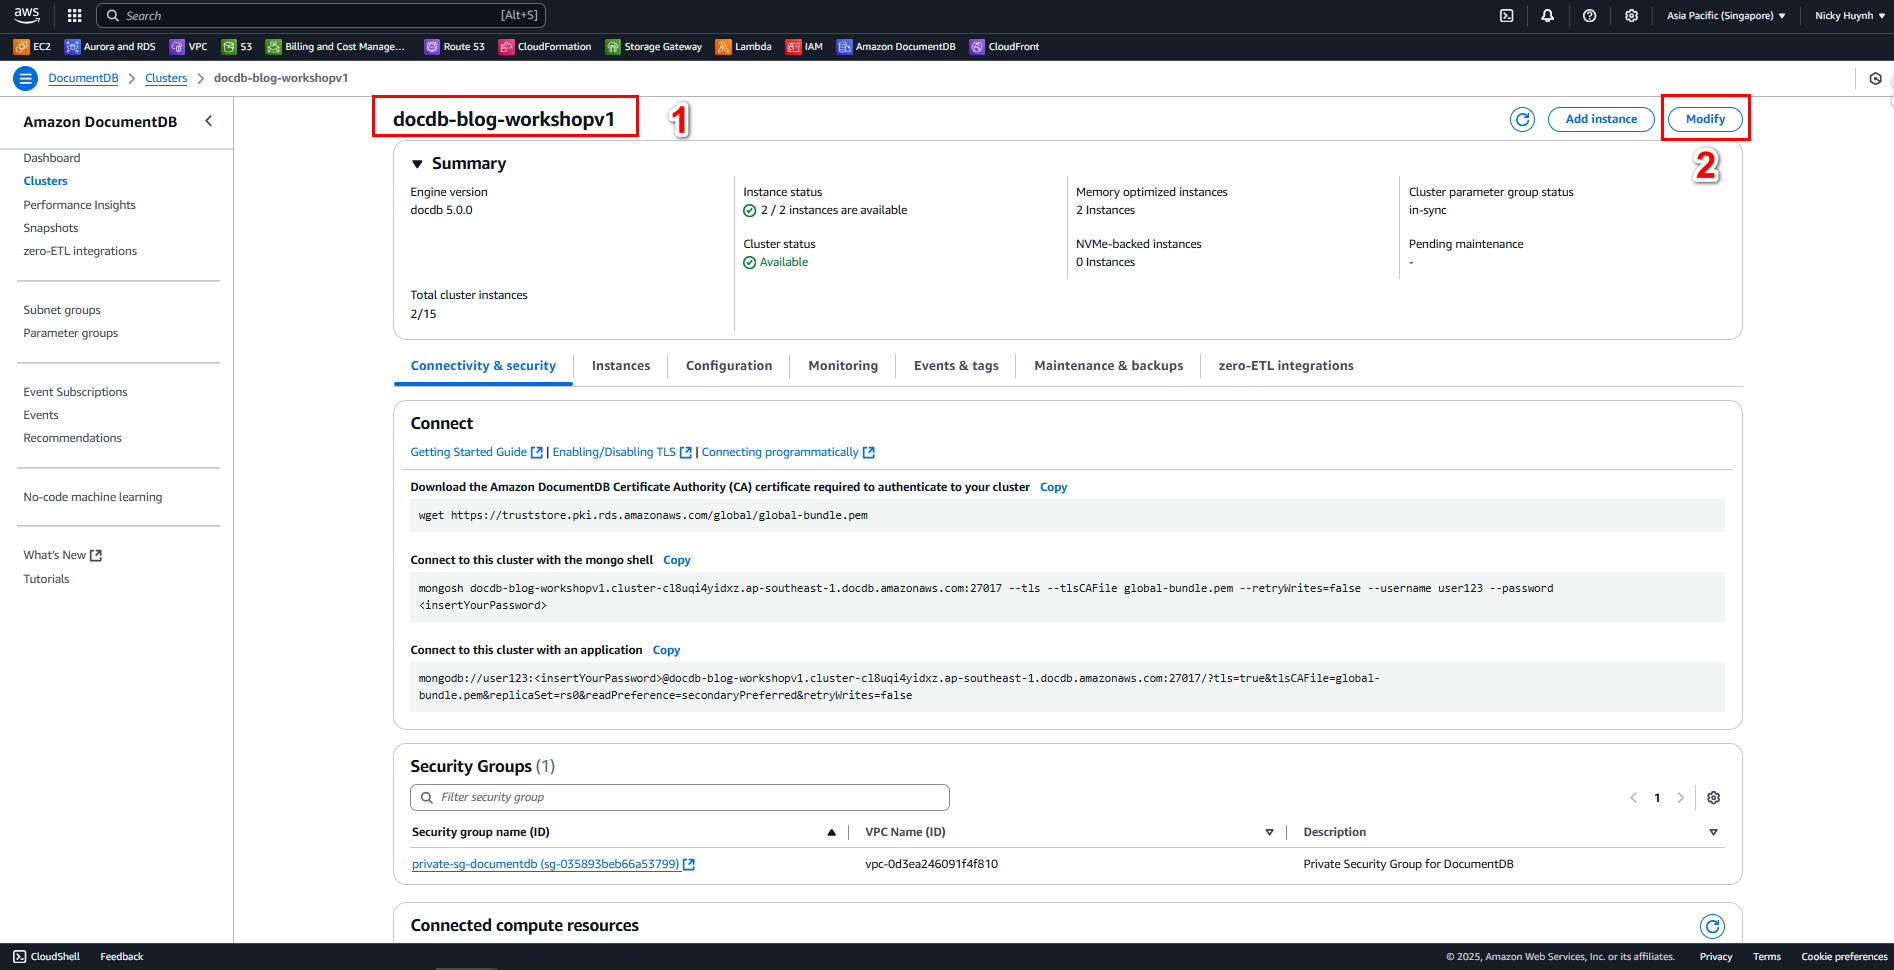 aws
Search
[Alt+S]
Asia Pacific (Singapore)
Nicky Huynh
EC2
Aurora and RDS
VPC
S3
Billing and Cost Manage...
Route 53
CloudFormation
Storage Gateway
Lambda
IAM
Amazon DocumentDB
CloudFront
DocumentDB
Clusters
docdb-blog-workshopv1
Amazon DocumentDB
Dashboard
Clusters
Performance Insights
Snapshots
zero-ETL integrations
Subnet groups
Parameter groups
Event Subscriptions
Events
Recommendations
No-code machine learning
What's New
Tutorials
docdb-blog-workshopv1
1
Add instance
Modify
2
Summary
Engine version
docdb 5.0.0
Total cluster instances
2/15
Instance status
2 / 2 instances are available
Cluster status
Available
Memory optimized instances
2 Instances
NVMe-backed instances
0 Instances
Cluster parameter group status
in-sync
Pending maintenance
-
Connectivity & security
Instances
Configuration
Monitoring
Events & tags
Maintenance & backups
zero-ETL integrations
Connect
Getting Started Guide | Enabling/Disabling TLS | Connecting programmatically
Download the Amazon DocumentDB Certificate Authority (CA) certificate required to authenticate to your cluster Copy
wget https://truststore.pki.rds.amazonaws.com/global/global-bundle.pem
Connect to this cluster with the mongo shell Copy
mongosh docdb-blog-workshopv1.cluster-cl8uqi4yidxz.ap-southeast-1.docdb.amazonaws.com:27017 --tls --tlsCAFile global-bundle.pem --retryWrites=false --username user123 --password
<insertYourPassword>
Connect to this cluster with an application Copy
mongodb://user123:<insertYourPassword>@docdb-blog-workshopv1.cluster-cl8uqi4yidxz.ap-southeast-1.docdb.amazonaws.com:27017/?tls=true&tlsCAFile=global-
bundle.pem&replicaSet=rs0&readPreference=secondaryPreferred&retryWrites=false
Security Groups (1)
Filter security group
1
Security group name (ID)
VPC Name (ID)
Description
private-sg-documentdb (sg-035893beb66a53799)
vpc-0d3ea246091f4f810
Private Security Group for DocumentDB
Connected compute resources
CloudShell
Feedback
© 2025, Amazon Web Services, Inc. or its affiliates.
Privacy
Terms
Cookie preferences